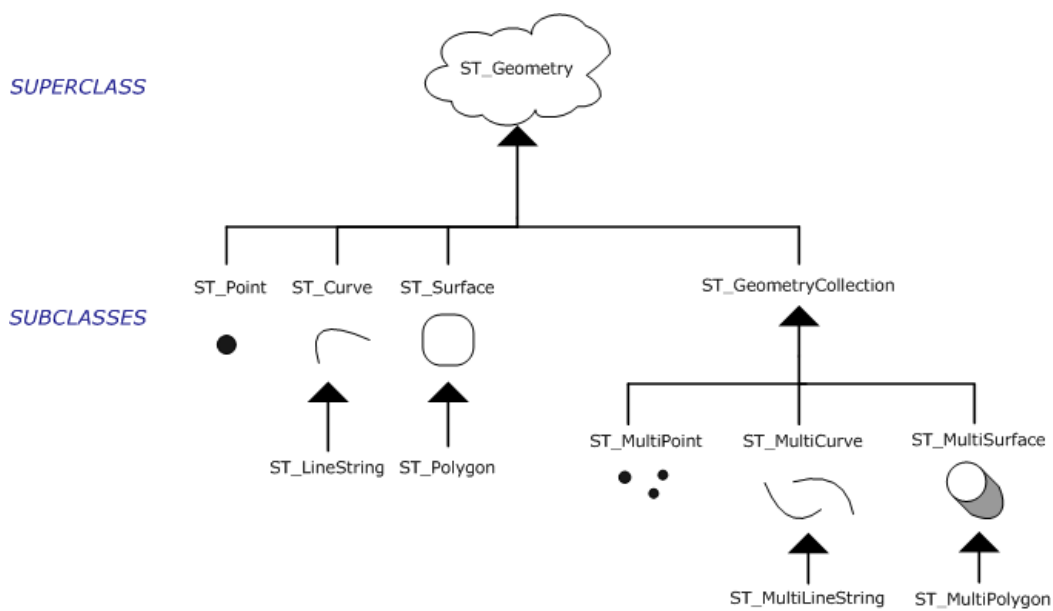 ST_Geometry
SUPERCLASS
ST_Point ST_Curve ST_Surface ST_GeometryCollection
SUBCLASSES
ST_MultiPoint ST_MultiCurve ST_MultiSurface
ST_LineString ST_Polygon
ST_MultiLineString ST_MultiPolygon